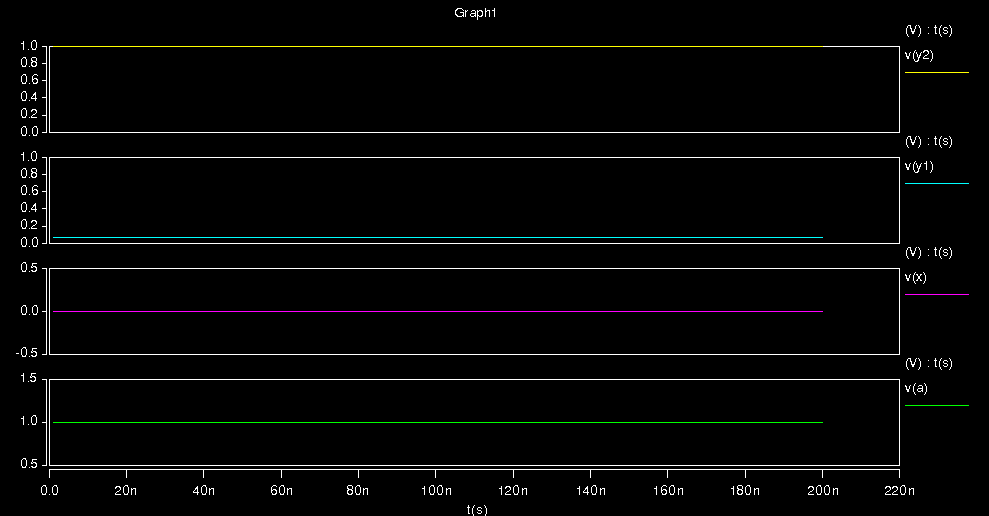 Graph1
(V) : t(s)
v(y2)
1.0
0.8
0.6
0.4
0.2
0.0
(V) : t(s)
v(y1)
1.0
0.8
0.6
0.4
0.2
0.0
(V) : t(s)
v(x)
0.5
0.0
-0.5
(V) : t(s)
v(a)
1.5
1.0
0.5
0.0 20n 40n 60n 80n 100n 120n 140n 160n 180n 200n 220n
t(s)